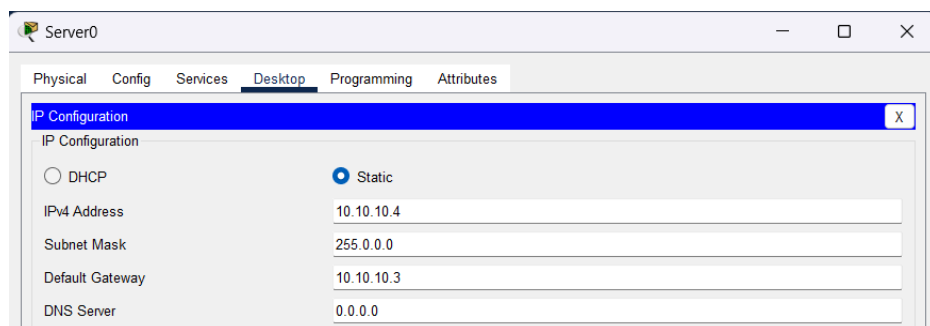 Server0
Physical Config Services Desktop Programming Attributes
IP Configuration X
IP Configuration
DHCP Static
IPv4 Address 10.10.10.4
Subnet Mask 255.0.0.0
Default Gateway 10.10.10.3
DNS Server 0.0.0.0